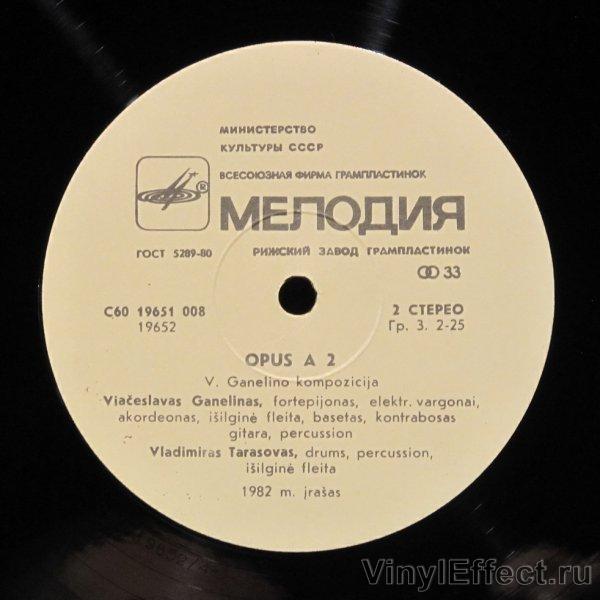 МИНИСТЕРСТВО
КУЛЬТУРЫ СССР
ВСЕСОЮЗНАЯ ФИРМА ГРАМПЛАСТИНОК
МЕЛОДИЯ
®
ГОСТ 5289-80 РИЖСКИЙ ЗАВОД ГРАМПЛАСТИНОК
33
С60 19651 008 2 СТЕРЕО
19652 Гр. 3. 2-25
OPUS A 2
V. Ganelino kompozicija
Viačeslavas Ganelinas, fortepijonas, elektr. vargonai,
akordeonas, išilginė fleita, basetas, kontrabosas
gitara, percussion
Vladimiras Tarasovas, drums, percussion,
išilginė fleita
1982 m. įrašas
VinylEffect.ru